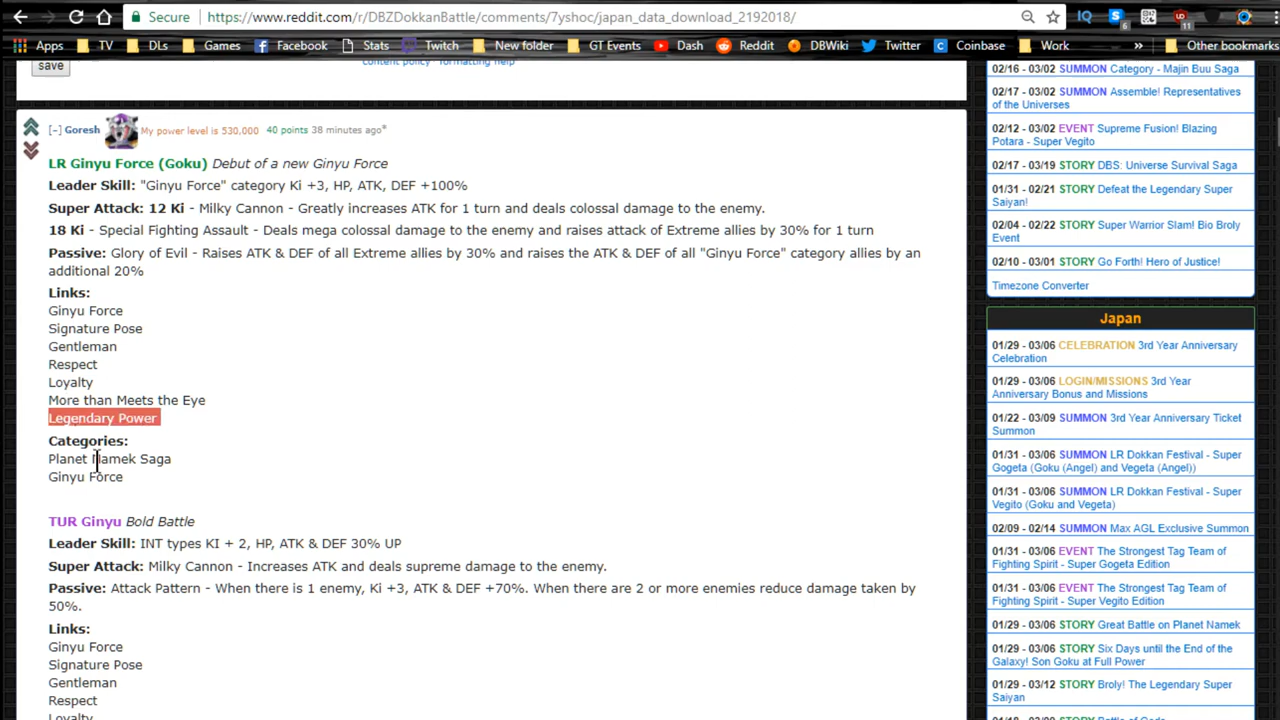 Secure https://www.reddit.com/r/DBZDokkanBattle/comments/7yshoc/japan_data_download_2192018/
IQ
6
11
Apps TV DLs Games Facebook Stats Twitch New folder GT Events Dash Reddit DBWiki Twitter Coinbase Work » Other bookmarks
save
content policy formatting help
[–] Goresh My power level is 530,000 40 points 38 minutes ago*
LR Ginyu Force (Goku) Debut of a new Ginyu Force
Leader Skill: "Ginyu Force" category Ki +3, HP, ATK, DEF +100%
Super Attack: 12 Ki - Milky Cannon - Greatly increases ATK for 1 turn and deals colossal damage to the enemy.
18 Ki - Special Fighting Assault - Deals mega colossal damage to the enemy and raises attack of Extreme allies by 30% for 1 turn
Passive: Glory of Evil - Raises ATK & DEF of all Extreme allies by 30% and raises the ATK & DEF of all "Ginyu Force" category allies by an
additional 20%
Links:
Ginyu Force
Signature Pose
Gentleman
Respect
Loyalty
More than Meets the Eye
Legendary Power
Categories:
Planet Namek Saga
Ginyu Force
TUR Ginyu Bold Battle
Leader Skill: INT types KI + 2, HP, ATK & DEF 30% UP
Super Attack: Milky Cannon - Increases ATK and deals supreme damage to the enemy.
Passive: Attack Pattern - When there is 1 enemy, Ki +3, ATK & DEF +70%. When there are 2 or more enemies reduce damage taken by
50%.
Links:
Ginyu Force
Signature Pose
Gentleman
Respect
Loyalty
02/16 - 03/02 SUMMON Category - Majin Buu Saga
02/17 - 03/02 SUMMON Assemble! Representatives
of the Universes
02/12 - 03/02 EVENT Supreme Fusion! Blazing
Potara - Super Vegito
02/17 - 03/19 STORY DBS: Universe Survival Saga
01/31 - 02/21 STORY Defeat the Legendary Super
Saiyan!
02/04 - 02/22 STORY Super Warrior Slam! Bio Broly
Event
02/10 - 03/01 STORY Go Forth! Hero of Justice!
Timezone Converter
Japan
01/29 - 03/06 CELEBRATION 3rd Year Anniversary
Celebration
01/29 - 03/06 LOGIN/MISSIONS 3rd Year
Anniversary Bonus and Missions
01/22 - 03/09 SUMMON 3rd Year Anniversary Ticket
Summon
01/31 - 03/06 SUMMON LR Dokkan Festival - Super
Gogeta (Goku (Angel) and Vegeta (Angel))
01/31 - 03/06 SUMMON LR Dokkan Festival - Super
Vegito (Goku and Vegeta)
02/09 - 02/14 SUMMON Max AGL Exclusive Summon
01/31 - 03/06 EVENT The Strongest Tag Team of
Fighting Spirit - Super Gogeta Edition
01/31 - 03/06 EVENT The Strongest Tag Team of
Fighting Spirit - Super Vegito Edition
01/29 - 03/06 STORY Great Battle on Planet Namek
01/29 - 03/06 STORY Six Days until the End of the
Galaxy! Son Goku at Full Power
01/29 - 03/12 STORY Broly! The Legendary Super
Saiyan